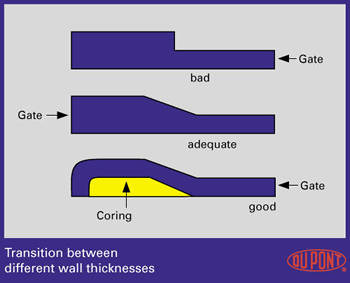 Gate
bad
Gate
adequate
Gate
Coring
good
Transition between
different wall thicknesses
DUPONT